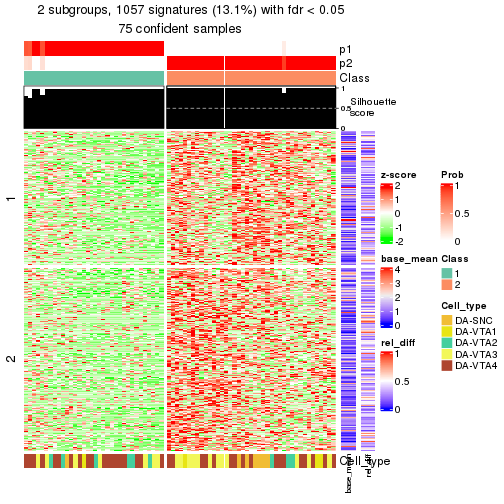 2 subgroups, 1057 signatures (13.1%) with fdr < 0.05
75 confident samples
p1
p2
Class
1
0.5
0
Silhouette
score
1
2
z-score
2
1
0
-1
-2
Prob
1
0.5
0
base_mean
4
3
2
1
0
Class
1
2
Cell_type
DA-SNC
DA-VTA1
DA-VTA2
DA-VTA3
DA-VTA4
rel_diff
1
0.5
0
Cell_type
base_mean
rel_diff